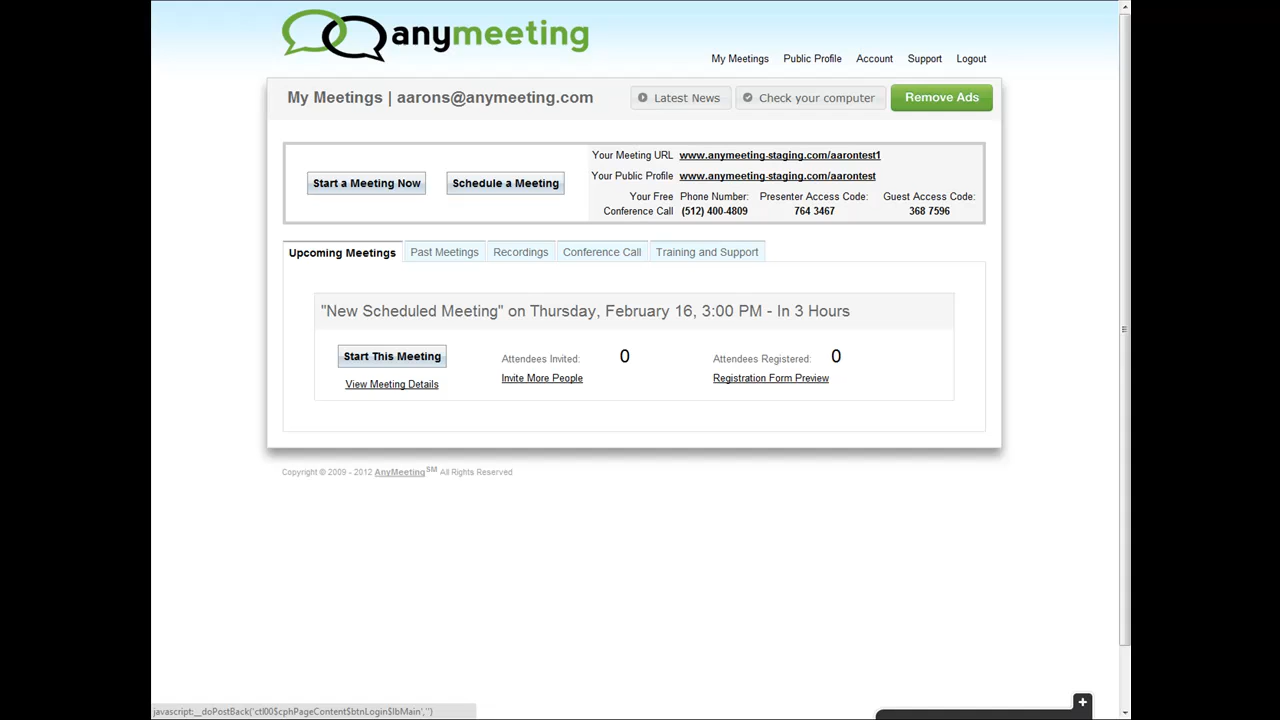 anymeeting
My Meetings Public Profile Account Support Logout
My Meetings | aarons@anymeeting.com Latest News Check your computer Remove Ads
Your Meeting URL www.anymeeting-staging.com/aarontest1
Start a Meeting Now Schedule a Meeting Your Public Profile www.anymeeting-staging.com/aarontest
Your Free Phone Number: Presenter Access Code: Guest Access Code:
Conference Call (512) 400-4809 764 3467 368 7596
Upcoming Meetings Past Meetings Recordings Conference Call Training and Support
"New Scheduled Meeting" on Thursday, February 16, 3:00 PM - In 3 Hours
Start This Meeting Attendees Invited: 0 Attendees Registered: 0
View Meeting Details Invite More People Registration Form Preview
Copyright © 2009 - 2012 AnyMeeting SM All Rights Reserved
javascript:__doPostBack('ctl00$cphPageContent$btnLogin$lbMain','')